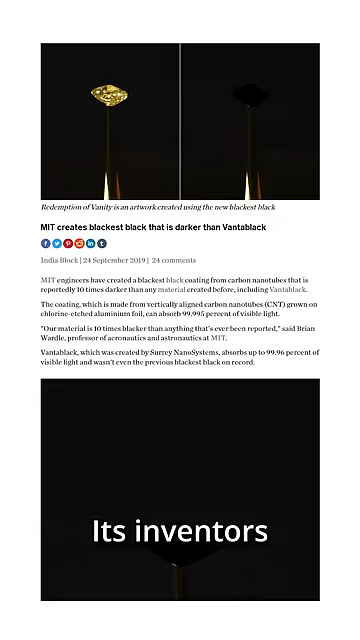 Redemption of Vanity is an artwork created using the new blackest black
MIT creates blackest black that is darker than Vantablack
India Block | 24 September 2019 | 24 comments
MIT engineers have created a blackest black coating from carbon nanotubes that is
reportedly 10 times darker than any material created before, including Vantablack.
The coating, which is made from vertically aligned carbon nanotubes (CNT) grown on
chlorine-etched aluminium foil, can absorb 99.995 percent of visible light.
"Our material is 10 times blacker than anything that's ever been reported," said Brian
Wardle, professor of aeronautics and astronautics at MIT.
Vantablack, which was created by Surrey NanoSystems, absorbs up to 99.96 percent of
visible light and wasn't even the previous blackest black on record.
Its inventors